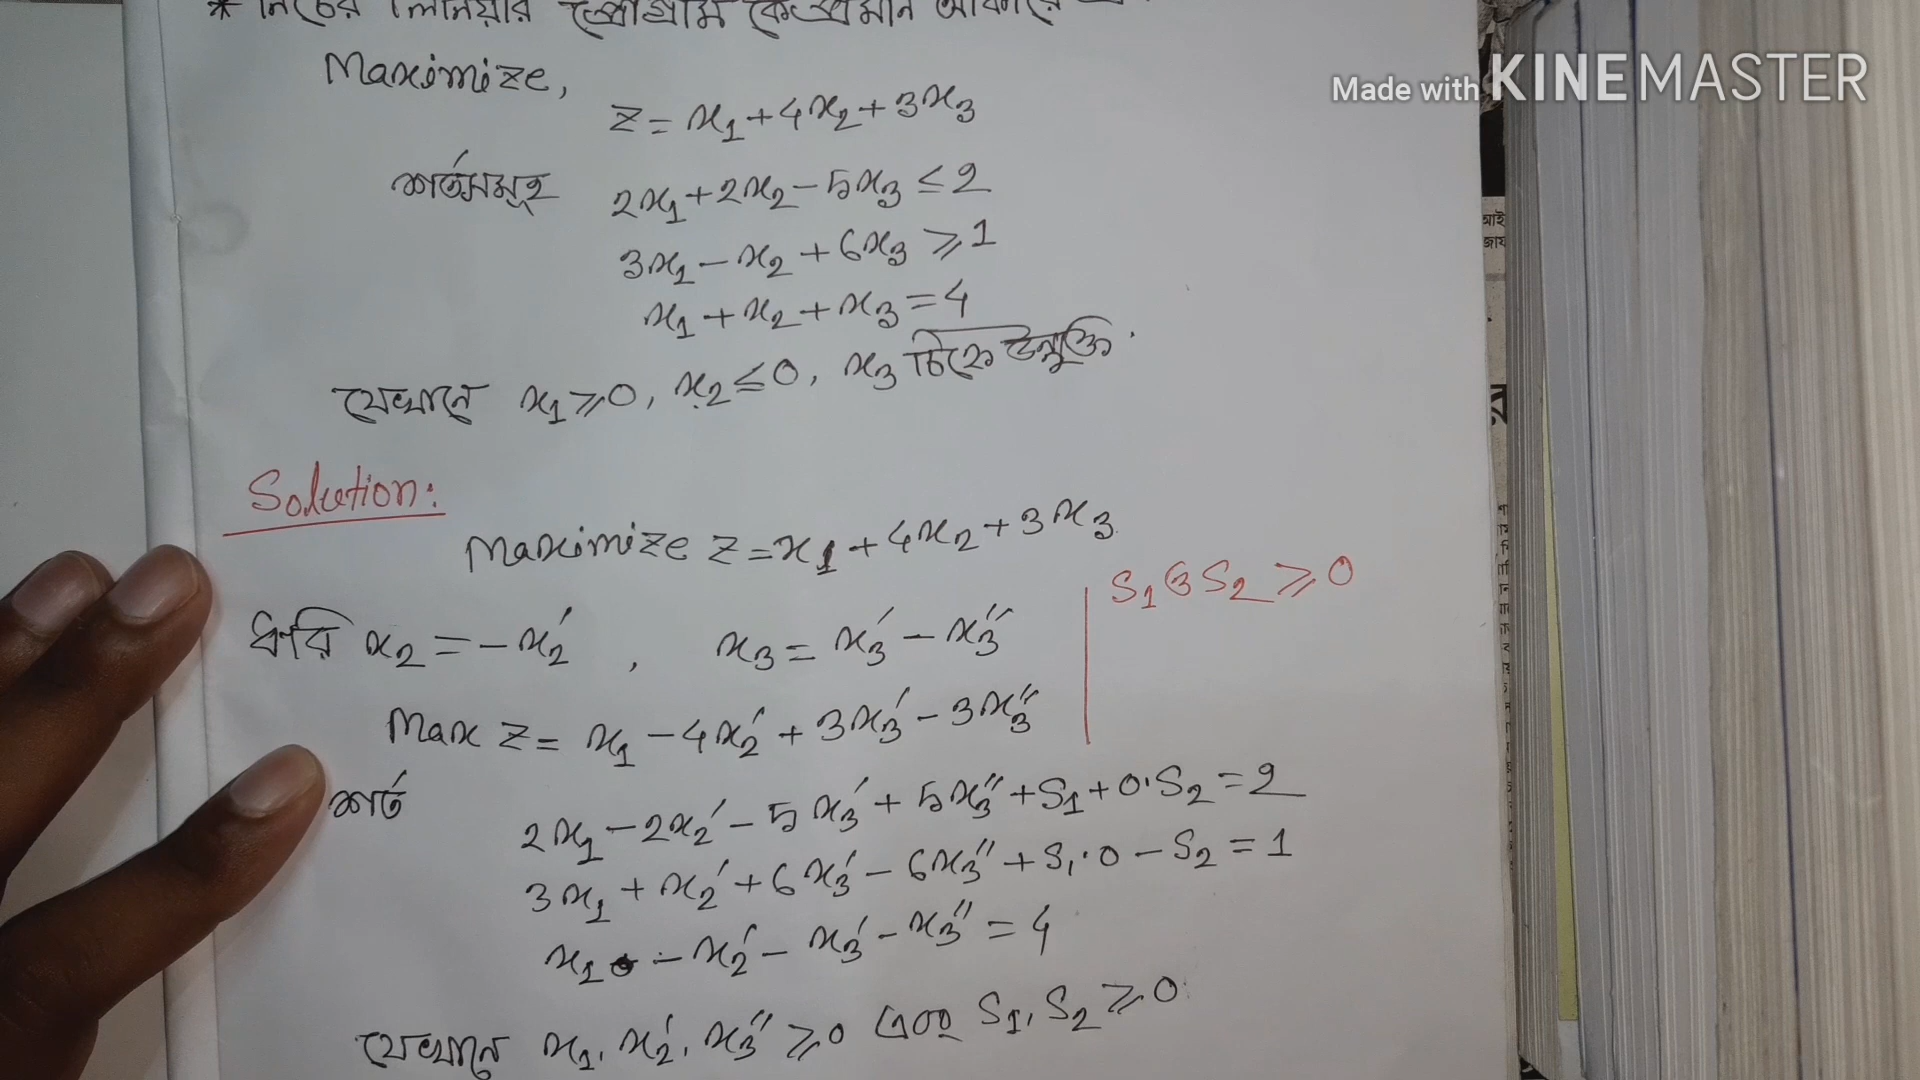 * নিচের লিনিয়ার প্রোগ্রাম কে প্রমান আকারে
Maximize,
Z = x₁ + 4x₂ + 3x₃
শর্তসমূহ 2x₁ + 2x₂ - 5x₃ ≤ 2
3x₁ - x₂ + 6x₃ ≥ 1
x₁ + x₂ + x₃ = 4
যেখানে x₁ ≥ 0, x₂ ≤ 0, x₃ চিহ্নে উন্মুক্ত.
Solution:
Maximize Z = x₁ + 4x₂ + 3x₃
ধরি x₂ = -x₂′, x₃ = x₃′ - x₃″
S₁ ও S₂ ≥ 0
Max Z = x₁ - 4x₂′ + 3x₃′ - 3x₃″
শর্ত
2x₁ - 2x₂′ - 5x₃′ + 5x₃″ + S₁ + 0·S₂ = 2
3x₁ + x₂′ + 6x₃′ - 6x₃″ + S₁·0 - S₂ = 1
x₁ - x₂′ - x₃′ - x₃″ = 4
যেখানে x₁, x₂′, x₃″ ≥ 0 এবং S₁, S₂ ≥ 0
Made with KINEMASTER
আই
জায